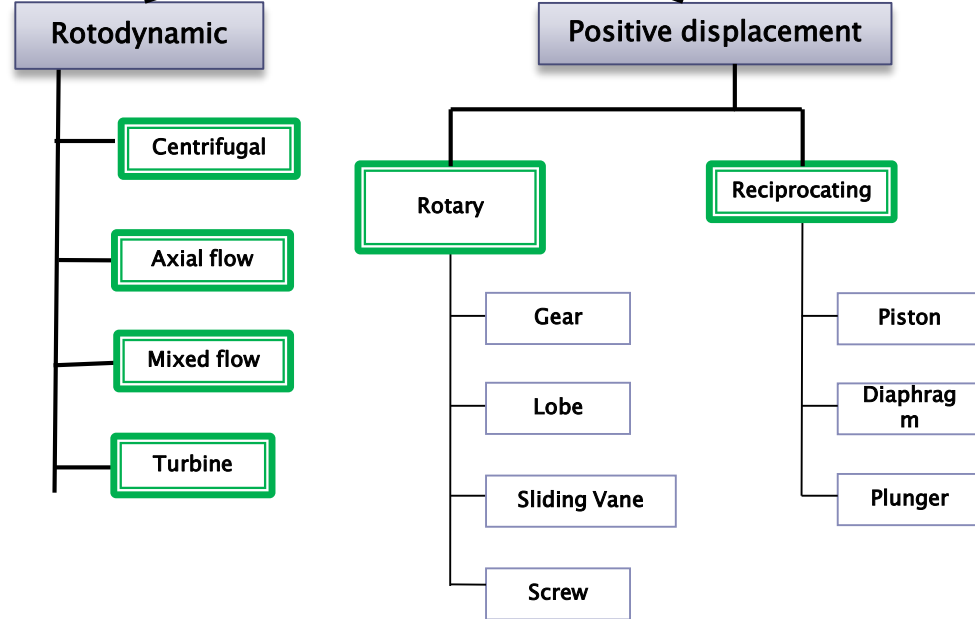 Rotodynamic
Positive displacement
Centrifugal
Axial flow
Mixed flow
Turbine
Rotary
Gear
Lobe
Sliding Vane
Screw
Reciprocating
Piston
Diaphrag
m
Plunger